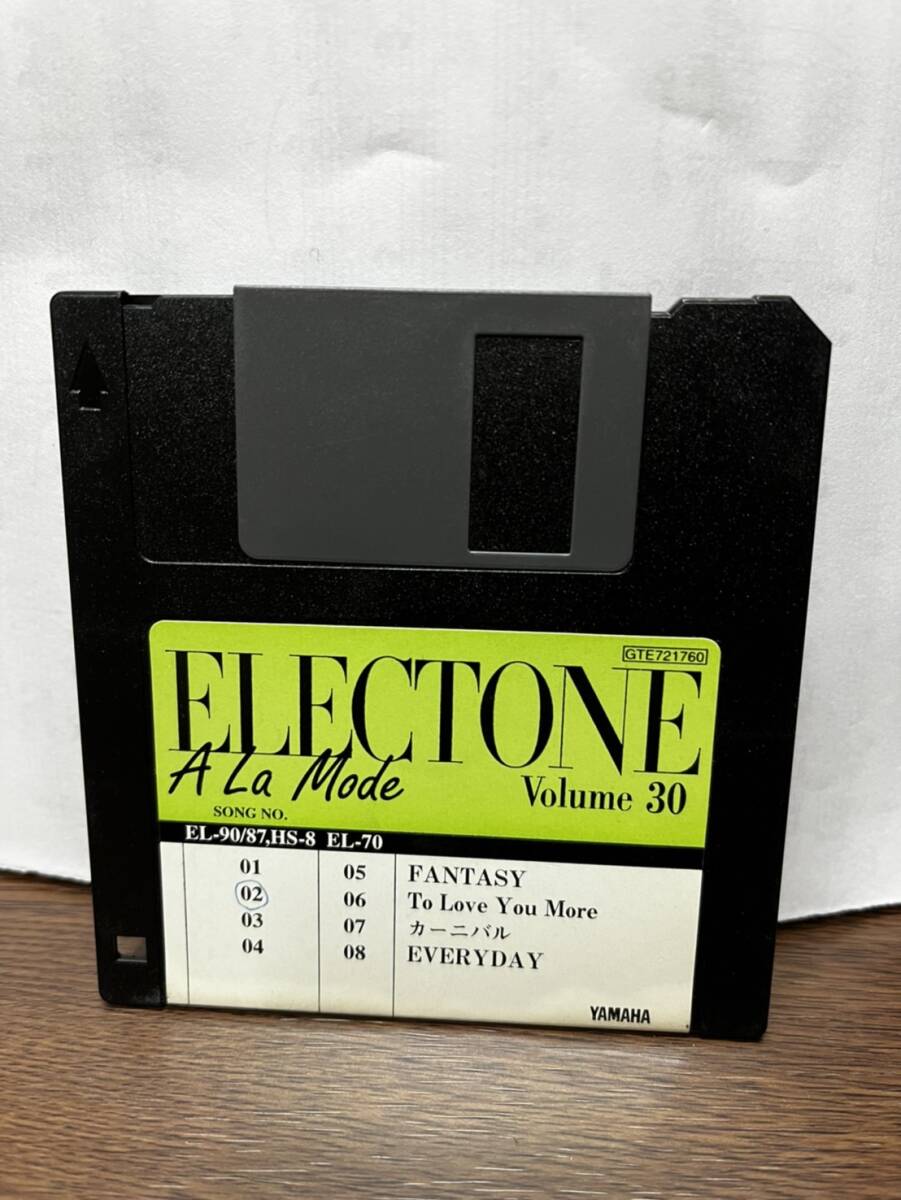 GTE721760
ELECTONE
A La Mode
Volume 30
SONG NO.
EL-90/87,HS-8 EL-70
01 05 FANTASY
02 06 To Love You More
03 07 カーニバル
04 08 EVERYDAY
YAMAHA